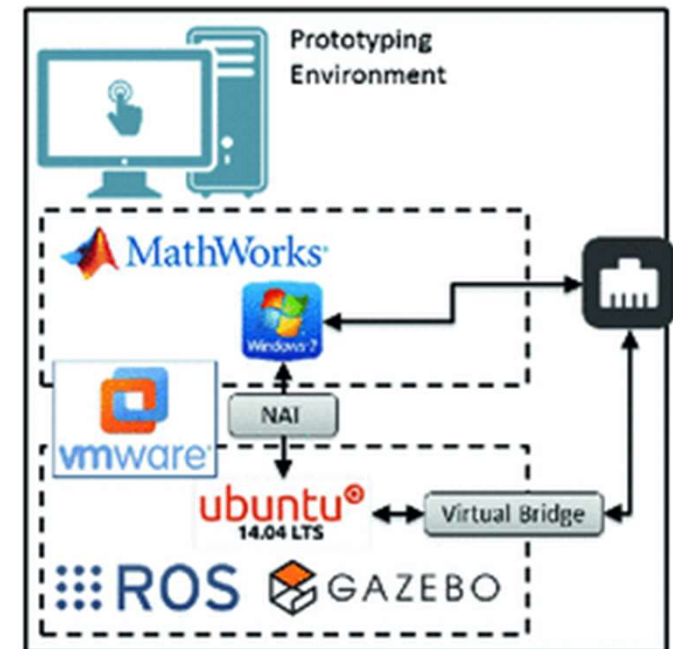 Prototyping
Environment
MathWorks
Windows 7
NAT
vmware
ubuntu®
14.04 LTS
Virtual Bridge
ROS
GAZEBO